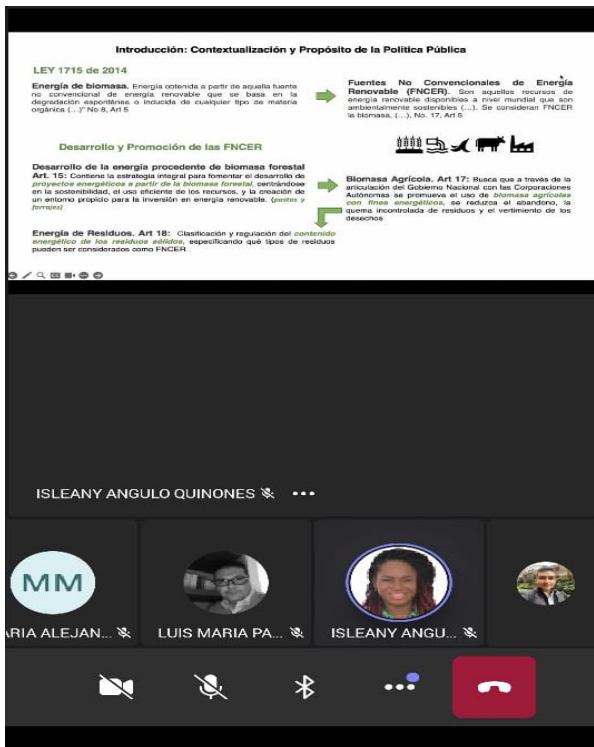 Introducción: Contextualización y Propósito de la Política Pública
LEY 1715 de 2014
Energía de biomasa. Energía obtenida a partir de aquella fuente
no convencional de energía renovable que se basa en la
degradación espontánea o inducida de cualquier tipo de materia
orgánica (...)" No 8, Art 5
Fuentes No Convencionales de Energía
Renovable (FNCER). Son aquellos recursos de
energía renovable disponibles a nivel mundial que son
ambientalmente sostenibles (...). Se consideran FNCER
la biomasa, (...), No. 17, Art 5
Desarrollo y Promoción de las FNCER
Desarrollo de la energía procedente de biomasa forestal
Art. 15: Contiene la estrategia integral para fomentar el desarrollo de
proyectos energéticos a partir de la biomasa forestal, centrándose
en la sostenibilidad, el uso eficiente de los recursos, y la creación de
un entorno propicio para la inversión en energía renovable. (pastos y
forrajes)
Biomasa Agrícola. Art 17: Busca que a través de la
articulación del Gobierno Nacional con las Corporaciones
Autónomas se promueva el uso de biomasa agrícolas
con fines energéticos, se reduzca el abandono, la
quema incontrolada de residuos y el vertimiento de los
desechos
Energía de Residuos. Art 18: Clasificación y regulación del contenido
energético de los residuos sólidos, especificando qué tipos de residuos
pueden ser considerados como FNCER
ISLEANY ANGULO QUINONES
MM
ARIA ALEJAN...
LUIS MARIA PA...
ISLEANY ANGU...